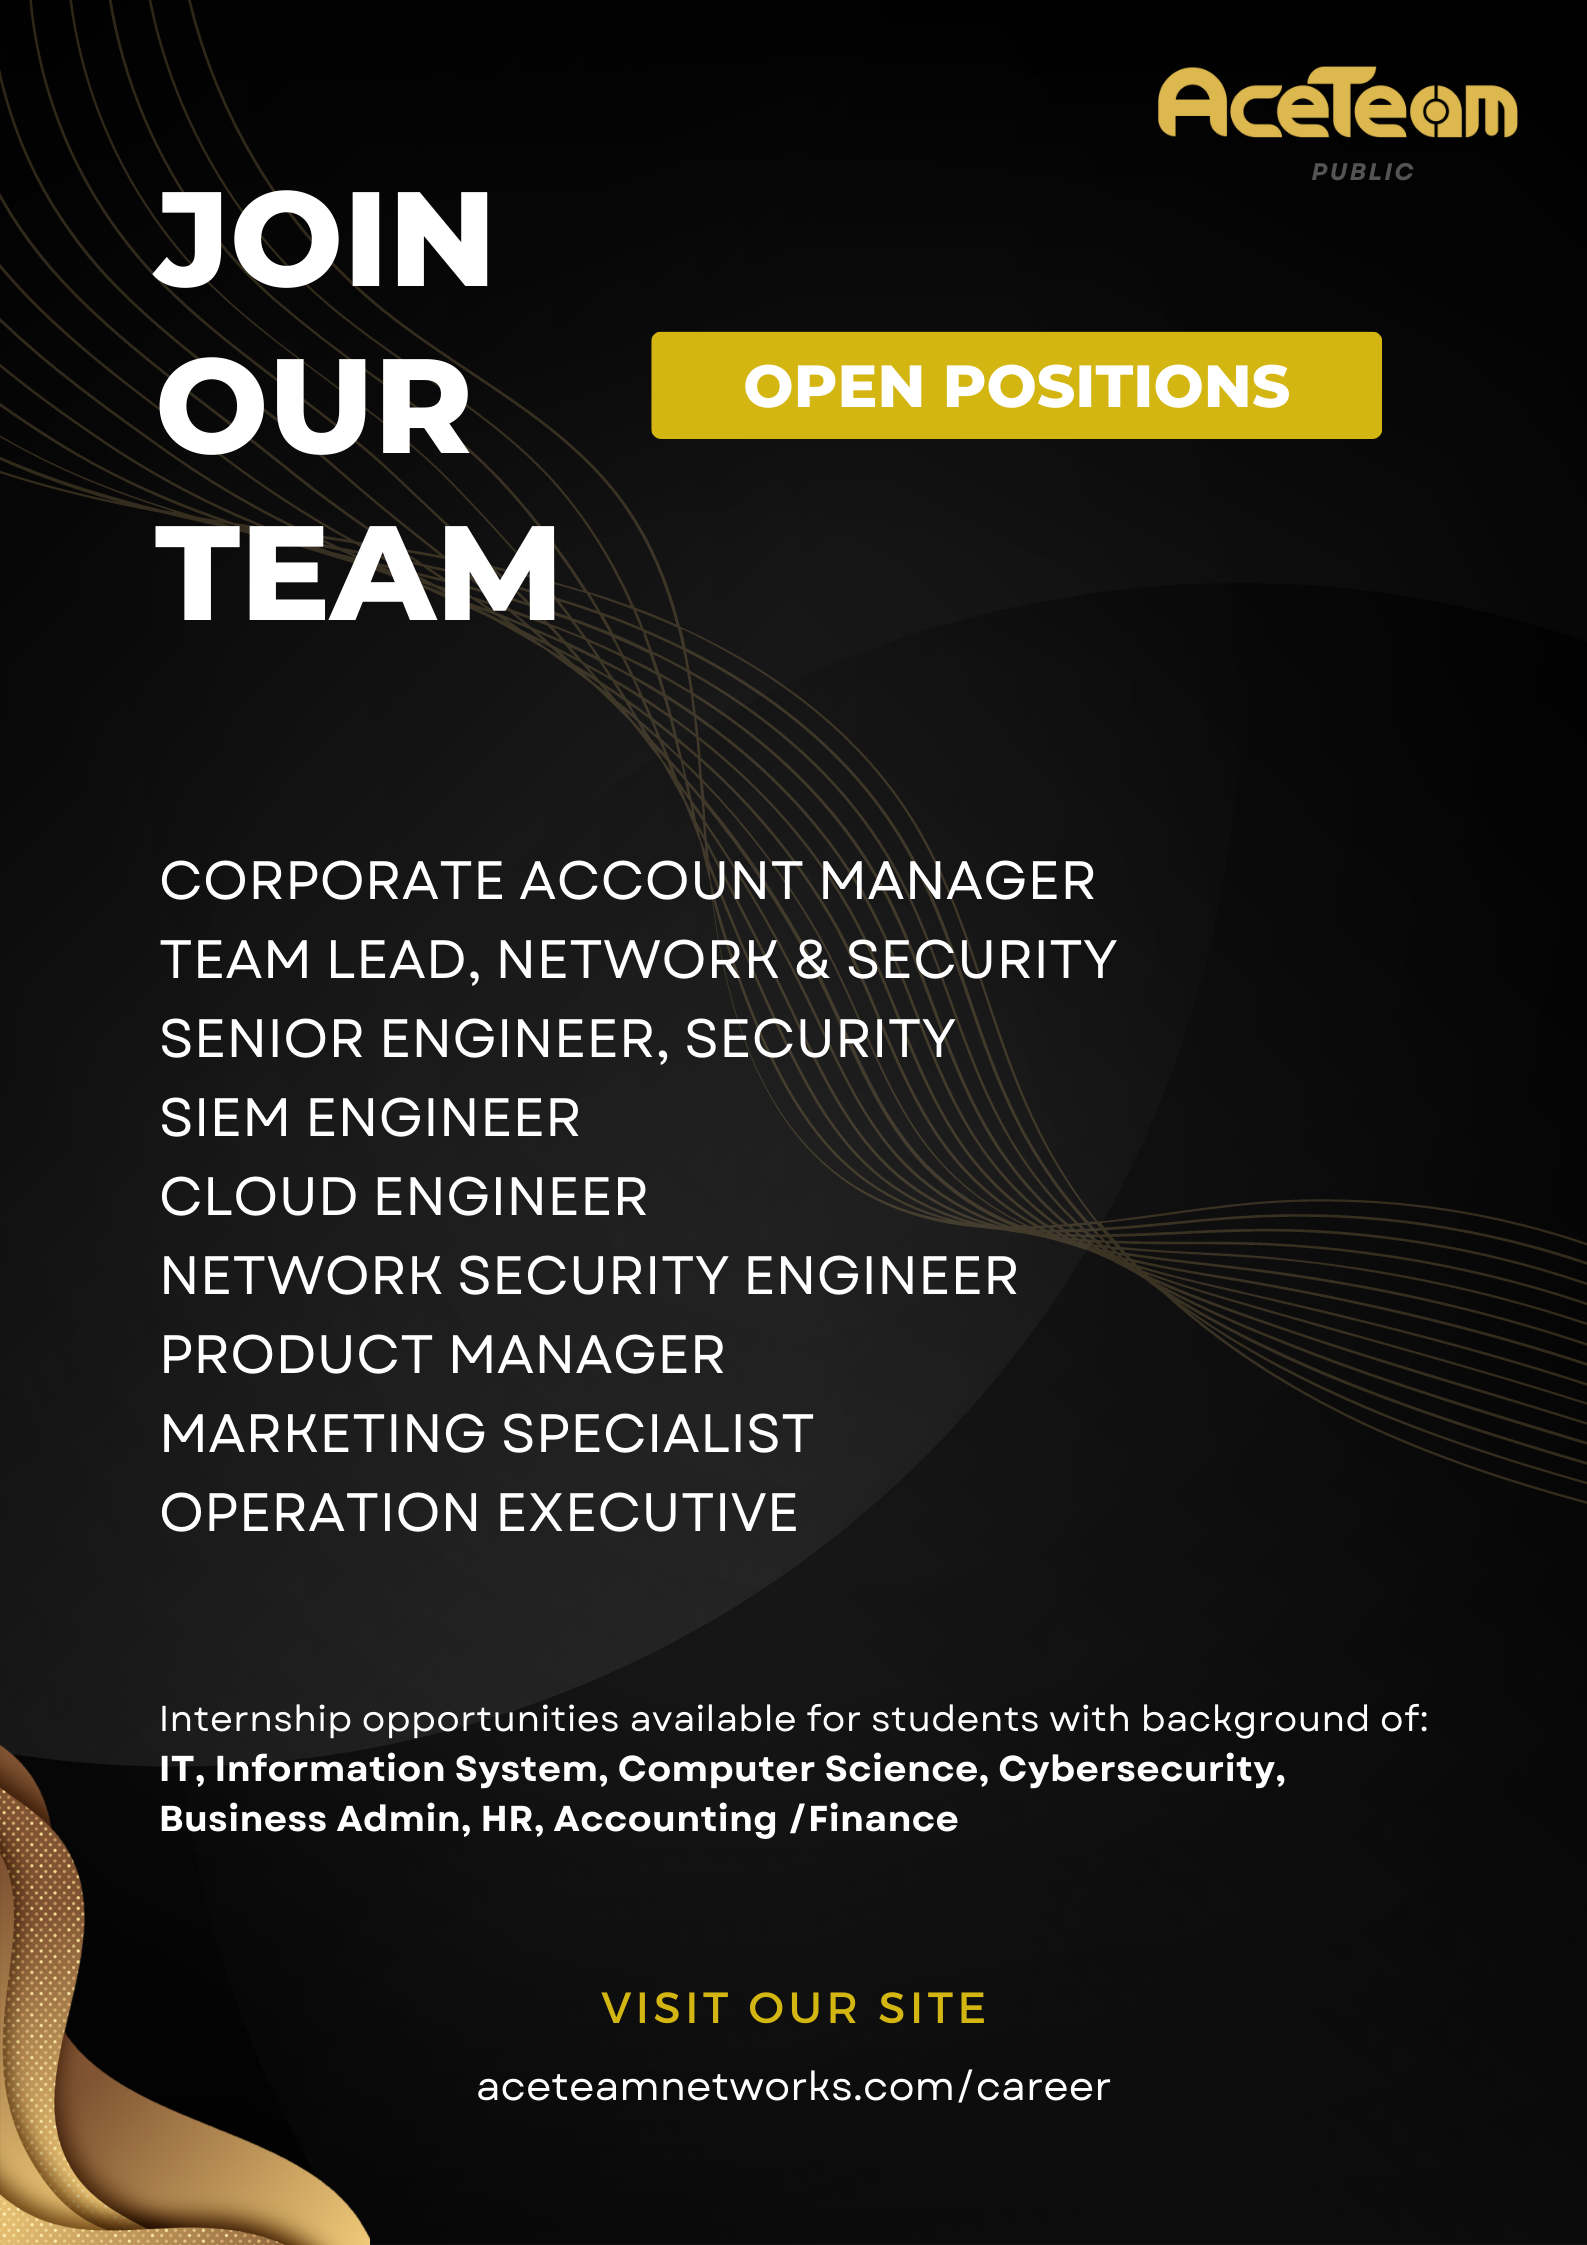 AceTeam
PUBLIC
JOIN
OUR
TEAM
OPEN POSITIONS
CORPORATE ACCOUNT MANAGER
TEAM LEAD, NETWORK & SECURITY
SENIOR ENGINEER, SECURITY
SIEM ENGINEER
CLOUD ENGINEER
NETWORK SECURITY ENGINEER
PRODUCT MANAGER
MARKETING SPECIALIST
OPERATION EXECUTIVE
Internship opportunities available for students with background of:
IT, Information System, Computer Science, Cybersecurity,
Business Admin, HR, Accounting /Finance
VISIT OUR SITE
aceteamnetworks.com/career